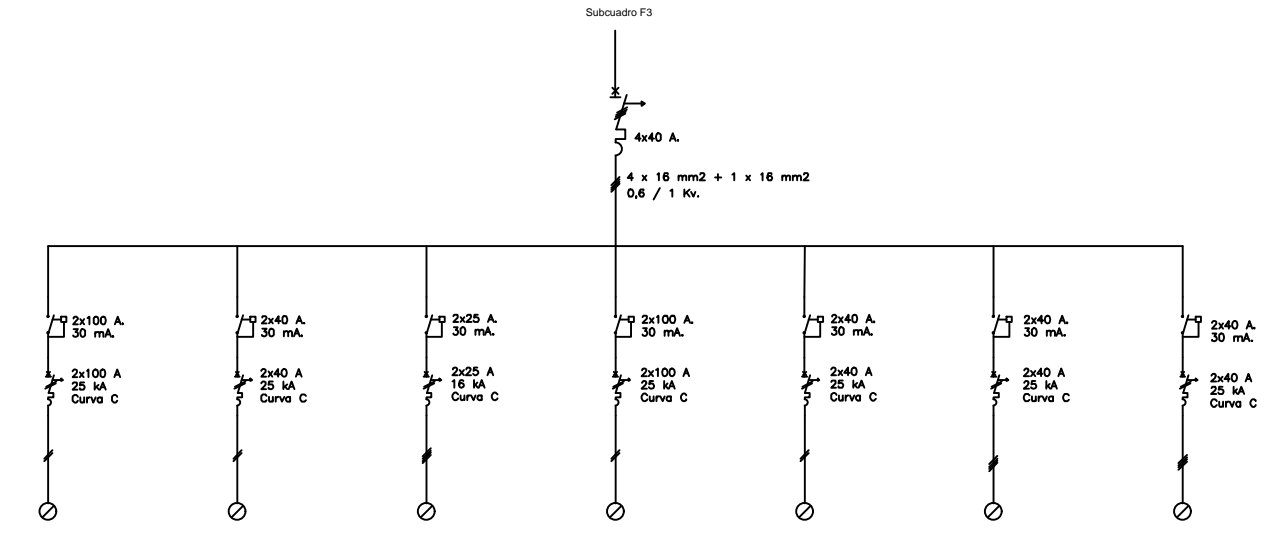 Subcuadro F3
4x40 A.
4 x 16 mm2 + 1 x 16 mm2
0,6 / 1 Kv.
2x100 A.
30 mA.
2x100 A
25 kA
Curva C
2x40 A.
30 mA.
2x40 A
25 kA
Curva C
2x25 A.
30 mA.
2x25 A
16 kA
Curva C
2x100 A.
30 mA.
2x100 A
25 kA
Curva C
2x40 A.
30 mA.
2x40 A
25 kA
Curva C
2x40 A.
30 mA.
2x40 A
25 kA
Curva C
2x40 A.
30 mA.
2x40 A
25 kA
Curva C